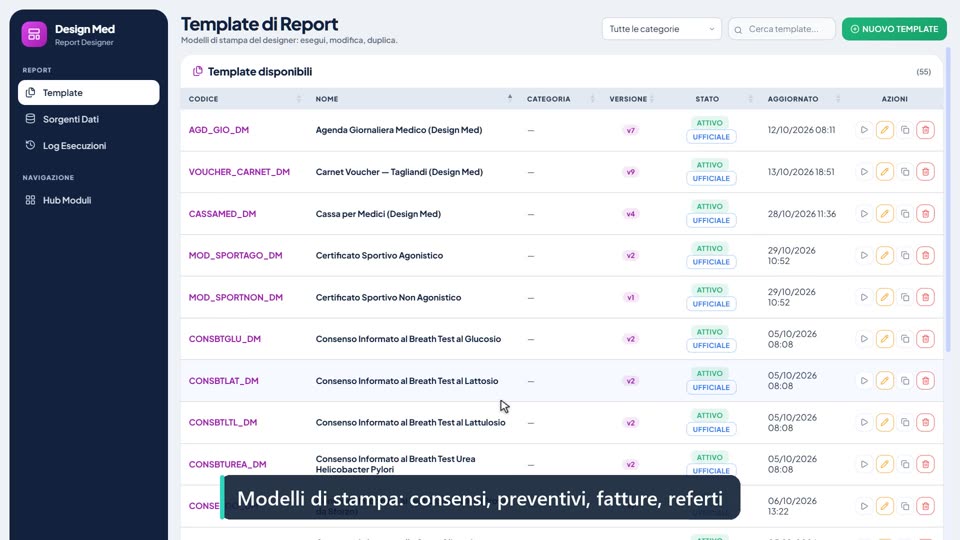 Design Med
Report Designer
REPORT
Template
Sorgenti Dati
Log Esecuzioni
NAVIGAZIONE
Hub Moduli
Template di Report
Modelli di stampa del designer: esegui, modifica, duplica.
Tutte le categorie
Cerca template...
NUOVO TEMPLATE
Template disponibili
(55)
CODICE NOME CATEGORIA VERSIONE STATO AGGIORNATO AZIONI
AGD_GIO_DM Agenda Giornaliera Medico (Design Med) — v7 ATTIVO UFFICIALE 12/10/2026 08:11
VOUCHER_CARNET_DM Carnet Voucher — Tagliandi (Design Med) — v9 ATTIVO UFFICIALE 13/10/2026 18:51
CASSAMED_DM Cassa per Medici (Design Med) — v4 ATTIVO UFFICIALE 28/10/2026 11:36
MOD_SPORTAGO_DM Certificato Sportivo Agonistico — v2 ATTIVO UFFICIALE 29/10/2026 10:52
MOD_SPORTNON_DM Certificato Sportivo Non Agonistico — v1 ATTIVO UFFICIALE 29/10/2026 10:52
CONSBTGLU_DM Consenso Informato al Breath Test al Glucosio — v2 ATTIVO UFFICIALE 05/10/2026 08:08
CONSBTLAT_DM Consenso Informato al Breath Test al Lattosio — v2 ATTIVO UFFICIALE 05/10/2026 08:08
CONSBTLTL_DM Consenso Informato al Breath Test al Lattulosio — v2 ATTIVO UFFICIALE 05/10/2026 08:08
CONSBTUREA_DM Consenso Informato al Breath Test Urea Helicobacter Pylori — v2 ATTIVO UFFICIALE 05/10/2026 08:08
06/10/2026 13:22
Modelli di stampa: consensi, preventivi, fatture, referti